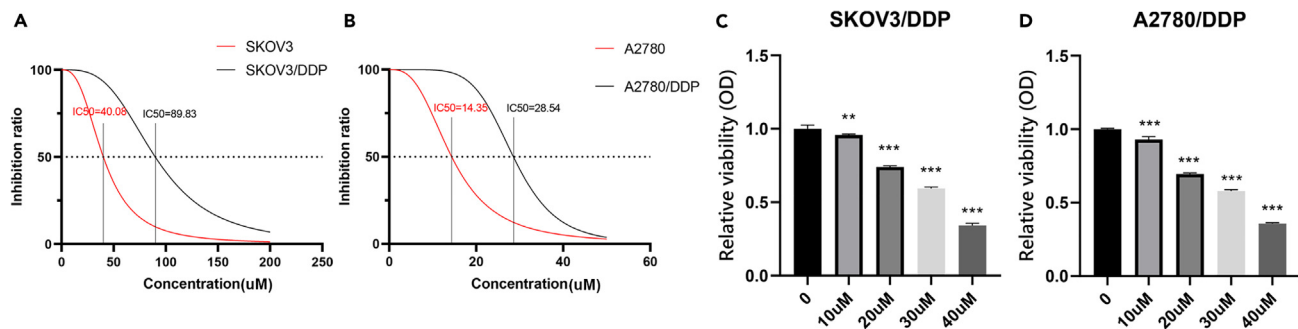 A
SKOV3
SKOV3/DDP
Inhibition ratio
100
50
0
IC50=40.08
IC50=89.83
0
50
100
150
200
250
Concentration(uM)
B
A2780
A2780/DDP
Inhibition ratio
100
50
0
IC50=14.35
IC50=28.54
0
20
40
60
Concentration(uM)
C
SKOV3/DDP
Relative viability (OD)
1.5
1.0
0.5
0.0
**
***
***
***
0
10uM
20uM
30uM
40uM
D
A2780/DDP
Relative viability (OD)
1.5
1.0
0.5
0.0
***
***
***
***
0
10uM
20uM
30uM
40uM